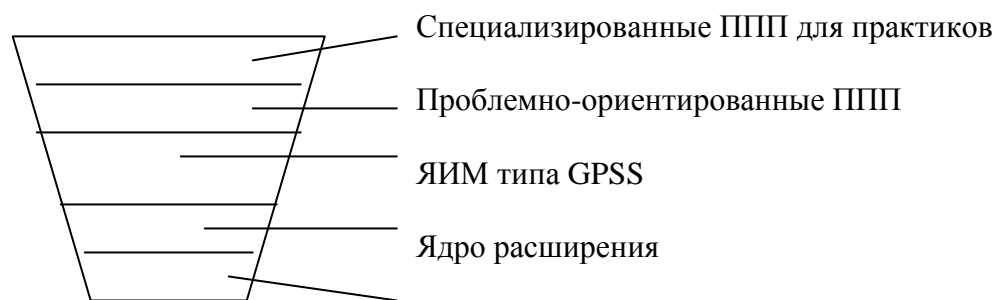 Специализированные ППП для практиков
Проблемно-ориентированные ППП
ЯИМ типа GPSS
Ядро расширения